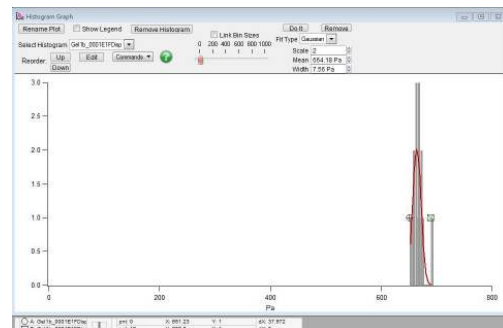 Histogram Graph
Rename Plot Show Legend Remove Histogram Link Bin Sizes Do It Remove
Select Histogram 0 200 400 600 800 1000 Fit Type Gaussian
Reorder: Up Edit Commands ? Scale 2
Down Mean 664.18 Pa
Width 7.56 Pa
3.0
2.5
2.0
1.5
1.0
0.5
0.0
0 200 400 600 800
Pa